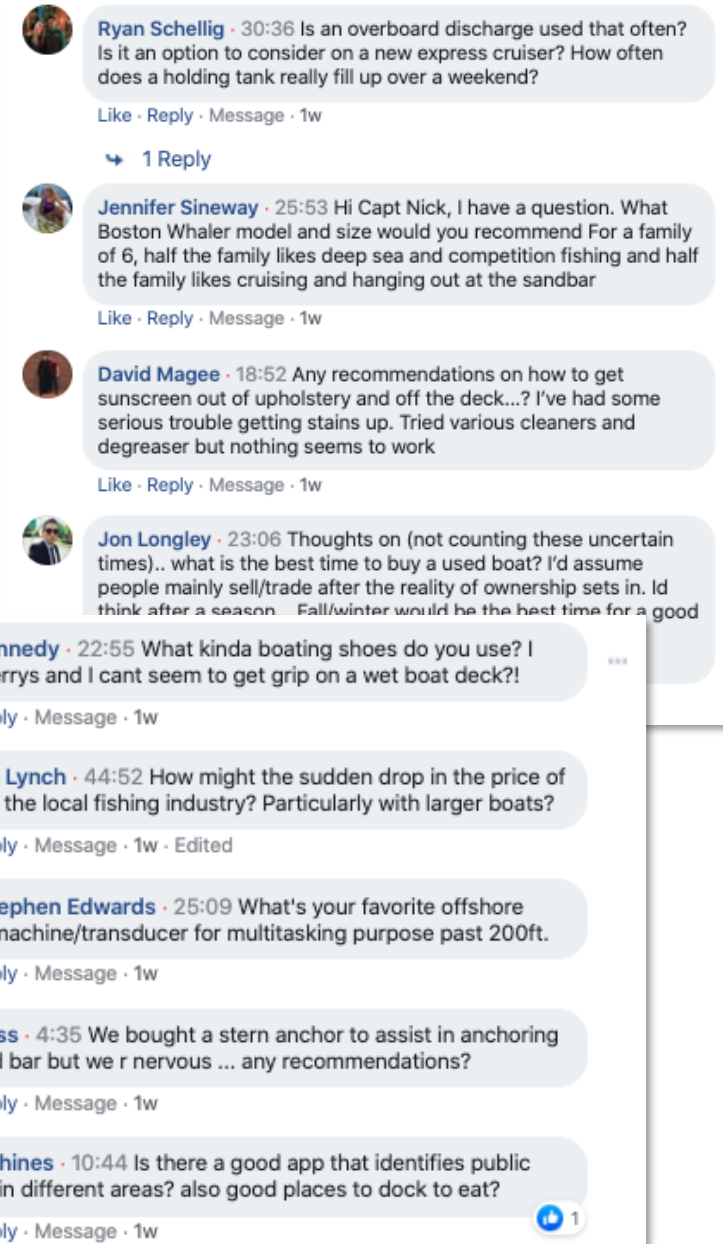 Ryan Schellig · 30:36 Is an overboard discharge used that often?
Is it an option to consider on a new express cruiser? How often
does a holding tank really fill up over a weekend?
Like · Reply · Message · 1w
1 Reply
Jennifer Sineway · 25:53 Hi Capt Nick, I have a question. What
Boston Whaler model and size would you recommend For a family
of 6, half the family likes deep sea and competition fishing and half
the family likes cruising and hanging out at the sandbar
Like · Reply · Message · 1w
David Magee · 18:52 Any recommendations on how to get
sunscreen out of upholstery and off the deck...? I've had some
serious trouble getting stains up. Tried various cleaners and
degreaser but nothing seems to work
Like · Reply · Message · 1w
Jon Longley · 23:06 Thoughts on (not counting these uncertain
times).. what is the best time to buy a used boat? I'd assume
people mainly sell/trade after the reality of ownership sets in. Id
think after a season... Fall/winter would be the best time for a good
nnedy · 22:55 What kinda boating shoes do you use? I
errys and I cant seem to get grip on a wet boat deck?!
ly · Message · 1w
Lynch · 44:52 How might the sudden drop in the price of
the local fishing industry? Particularly with larger boats?
ly · Message · 1w · Edited
ephen Edwards · 25:09 What's your favorite offshore
machine/transducer for multitasking purpose past 200ft.
ly · Message · 1w
ss · 4:35 We bought a stern anchor to assist in anchoring
bar but we r nervous ... any recommendations?
ly · Message · 1w
hines · 10:44 Is there a good app that identifies public
in different areas? also good places to dock to eat?
1
ly · Message · 1w